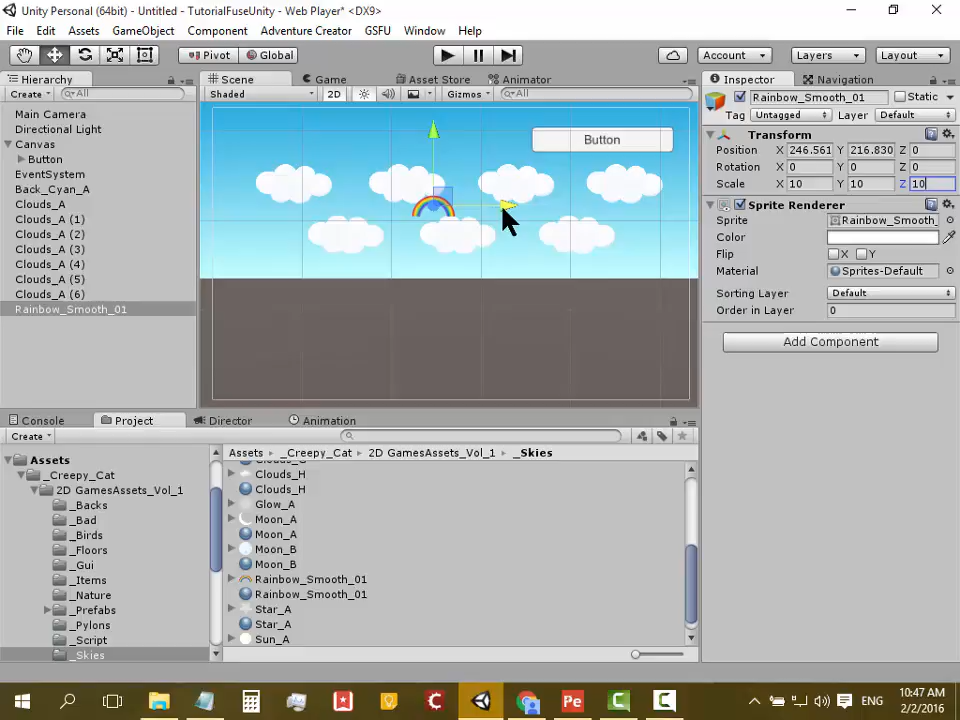 Unity Personal (64bit) - Untitled - TutorialFuseUnity - Web Player* <DX9>
File Edit Assets GameObject Component Adventure Creator GSFU Window Help
Pivot Global Account Layers Layout
Hierarchy
Create All
Main Camera
Directional Light
Canvas
Button
EventSystem
Back_Cyan_A
Clouds_A
Clouds_A (1)
Clouds_A (2)
Clouds_A (3)
Clouds_A (4)
Clouds_A (5)
Clouds_A (6)
Rainbow_Smooth_01
Scene Game Asset Store Animator
Shaded 2D Gizmos All
Button
Inspector Navigation
Rainbow_Smooth_01 Static
Tag Untagged Layer Default
Transform
Position X 246.561 Y 216.830 Z 0
Rotation X 0 Y 0 Z 0
Scale X 10 Y 10 Z 10
Sprite Renderer
Sprite Rainbow_Smooth_
Color
Flip X Y
Material Sprites-Default
Sorting Layer Default
Order in Layer 0
Add Component
Console Project Director Animation
Create
Assets
_Creepy_Cat
2D GamesAssets_Vol_1
_Backs
_Bad
_Birds
_Floors
_Gui
_Items
_Nature
_Prefabs
_Pylons
_Script
_Skies
Assets _Creepy_Cat 2D GamesAssets_Vol_1 _Skies
Clouds_H
Clouds_H
Glow_A
Moon_A
Moon_A
Moon_B
Moon_B
Rainbow_Smooth_01
Rainbow_Smooth_01
Star_A
Star_A
Sun_A
Pe
ENG
10:47 AM
2/2/2016